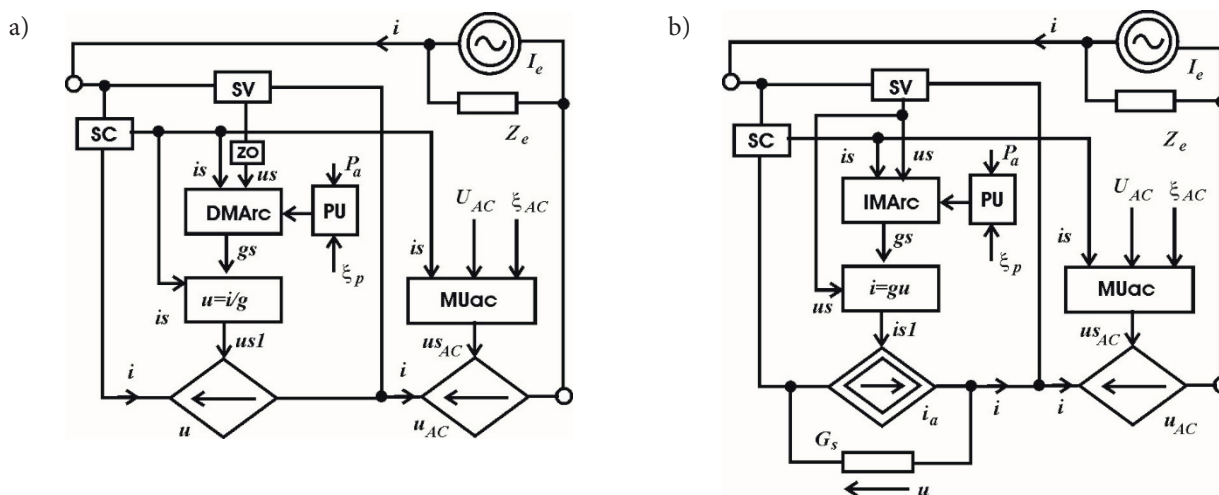 a)
i
I_e
SV
Z_e
SC
ZO
is
us
P_a
DMArc
PU
U_AC
ξ_AC
gs
ξ_p
is
is
u=i/g
MUac
us1
us_AC
i
i
u
u_AC
b)
i
I_e
SV
Z_e
SC
is
us
P_a
IMArc
PU
U_AC
ξ_AC
gs
ξ_p
is
us
i=gu
MUac
is1
us_AC
i_a
i
i
u_AC
G_s
u